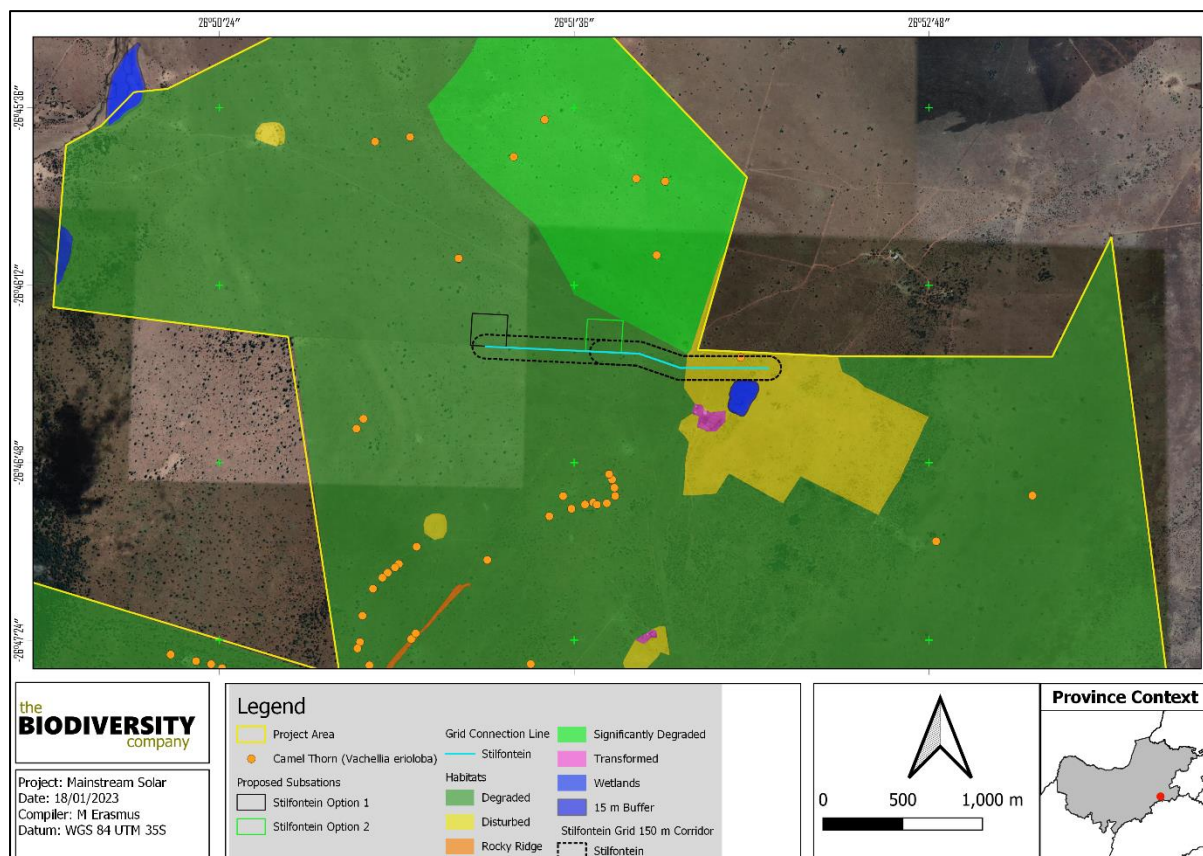 26°50'24"
26°51'36"
26°52'48"
-26°45'36"
-26°46'12"
-26°46'48"
-26°47'24"
the
BIODIVERSITY
company
Project: Mainstream Solar
Date: 18/01/2023
Compiler: M Erasmus
Datum: WGS 84 UTM 35S
Legend
Project Area
Camel Thorn (Vachellia erioloba)
Proposed Subsations
Stilfontein Option 1
Stilfontein Option 2
Grid Connection Line
Stilfontein
Habitats
Degraded
Disturbed
Rocky Ridge
Significantly Degraded
Transformed
Wetlands
15 m Buffer
Stilfontein Grid 150 m Corridor
Stilfontein
0 500 1,000 m
Province Context